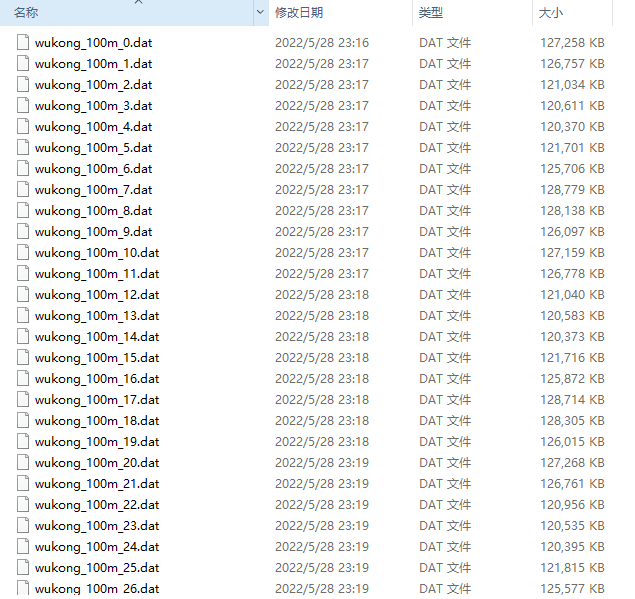 名称 修改日期 类型 大小
wukong_100m_0.dat 2022/5/28 23:16 DAT 文件 127,258 KB
wukong_100m_1.dat 2022/5/28 23:17 DAT 文件 126,757 KB
wukong_100m_2.dat 2022/5/28 23:17 DAT 文件 121,034 KB
wukong_100m_3.dat 2022/5/28 23:17 DAT 文件 120,611 KB
wukong_100m_4.dat 2022/5/28 23:17 DAT 文件 120,370 KB
wukong_100m_5.dat 2022/5/28 23:17 DAT 文件 121,701 KB
wukong_100m_6.dat 2022/5/28 23:17 DAT 文件 125,706 KB
wukong_100m_7.dat 2022/5/28 23:17 DAT 文件 128,779 KB
wukong_100m_8.dat 2022/5/28 23:17 DAT 文件 128,138 KB
wukong_100m_9.dat 2022/5/28 23:17 DAT 文件 126,097 KB
wukong_100m_10.dat 2022/5/28 23:17 DAT 文件 127,159 KB
wukong_100m_11.dat 2022/5/28 23:17 DAT 文件 126,778 KB
wukong_100m_12.dat 2022/5/28 23:18 DAT 文件 121,040 KB
wukong_100m_13.dat 2022/5/28 23:18 DAT 文件 120,583 KB
wukong_100m_14.dat 2022/5/28 23:18 DAT 文件 120,373 KB
wukong_100m_15.dat 2022/5/28 23:18 DAT 文件 121,716 KB
wukong_100m_16.dat 2022/5/28 23:18 DAT 文件 125,872 KB
wukong_100m_17.dat 2022/5/28 23:18 DAT 文件 128,714 KB
wukong_100m_18.dat 2022/5/28 23:18 DAT 文件 128,305 KB
wukong_100m_19.dat 2022/5/28 23:18 DAT 文件 126,015 KB
wukong_100m_20.dat 2022/5/28 23:19 DAT 文件 127,268 KB
wukong_100m_21.dat 2022/5/28 23:19 DAT 文件 126,761 KB
wukong_100m_22.dat 2022/5/28 23:19 DAT 文件 120,956 KB
wukong_100m_23.dat 2022/5/28 23:19 DAT 文件 120,535 KB
wukong_100m_24.dat 2022/5/28 23:19 DAT 文件 120,395 KB
wukong_100m_25.dat 2022/5/28 23:19 DAT 文件 121,815 KB
wukong_100m_26.dat 2022/5/28 23:19 DAT 文件 125,577 KB